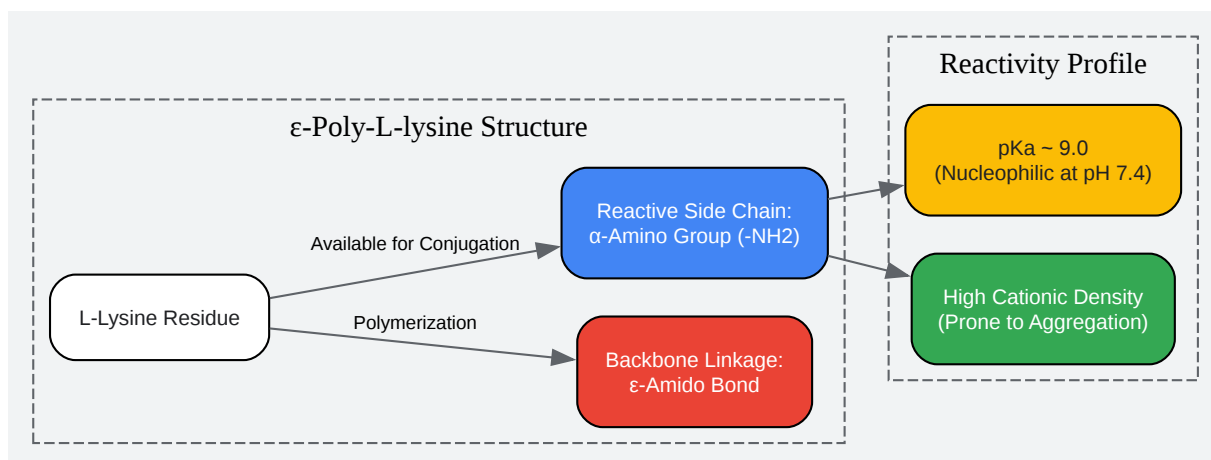 Reactivity Profile
ε-Poly-L-lysine Structure
pKa ~ 9.0
(Nucleophilic at pH 7.4)
Reactive Side Chain:
α-Amino Group (-NH2)
Available for Conjugation
L-Lysine Residue
High Cationic Density
(Prone to Aggregation)
Polymerization
Backbone Linkage:
ε-Amido Bond